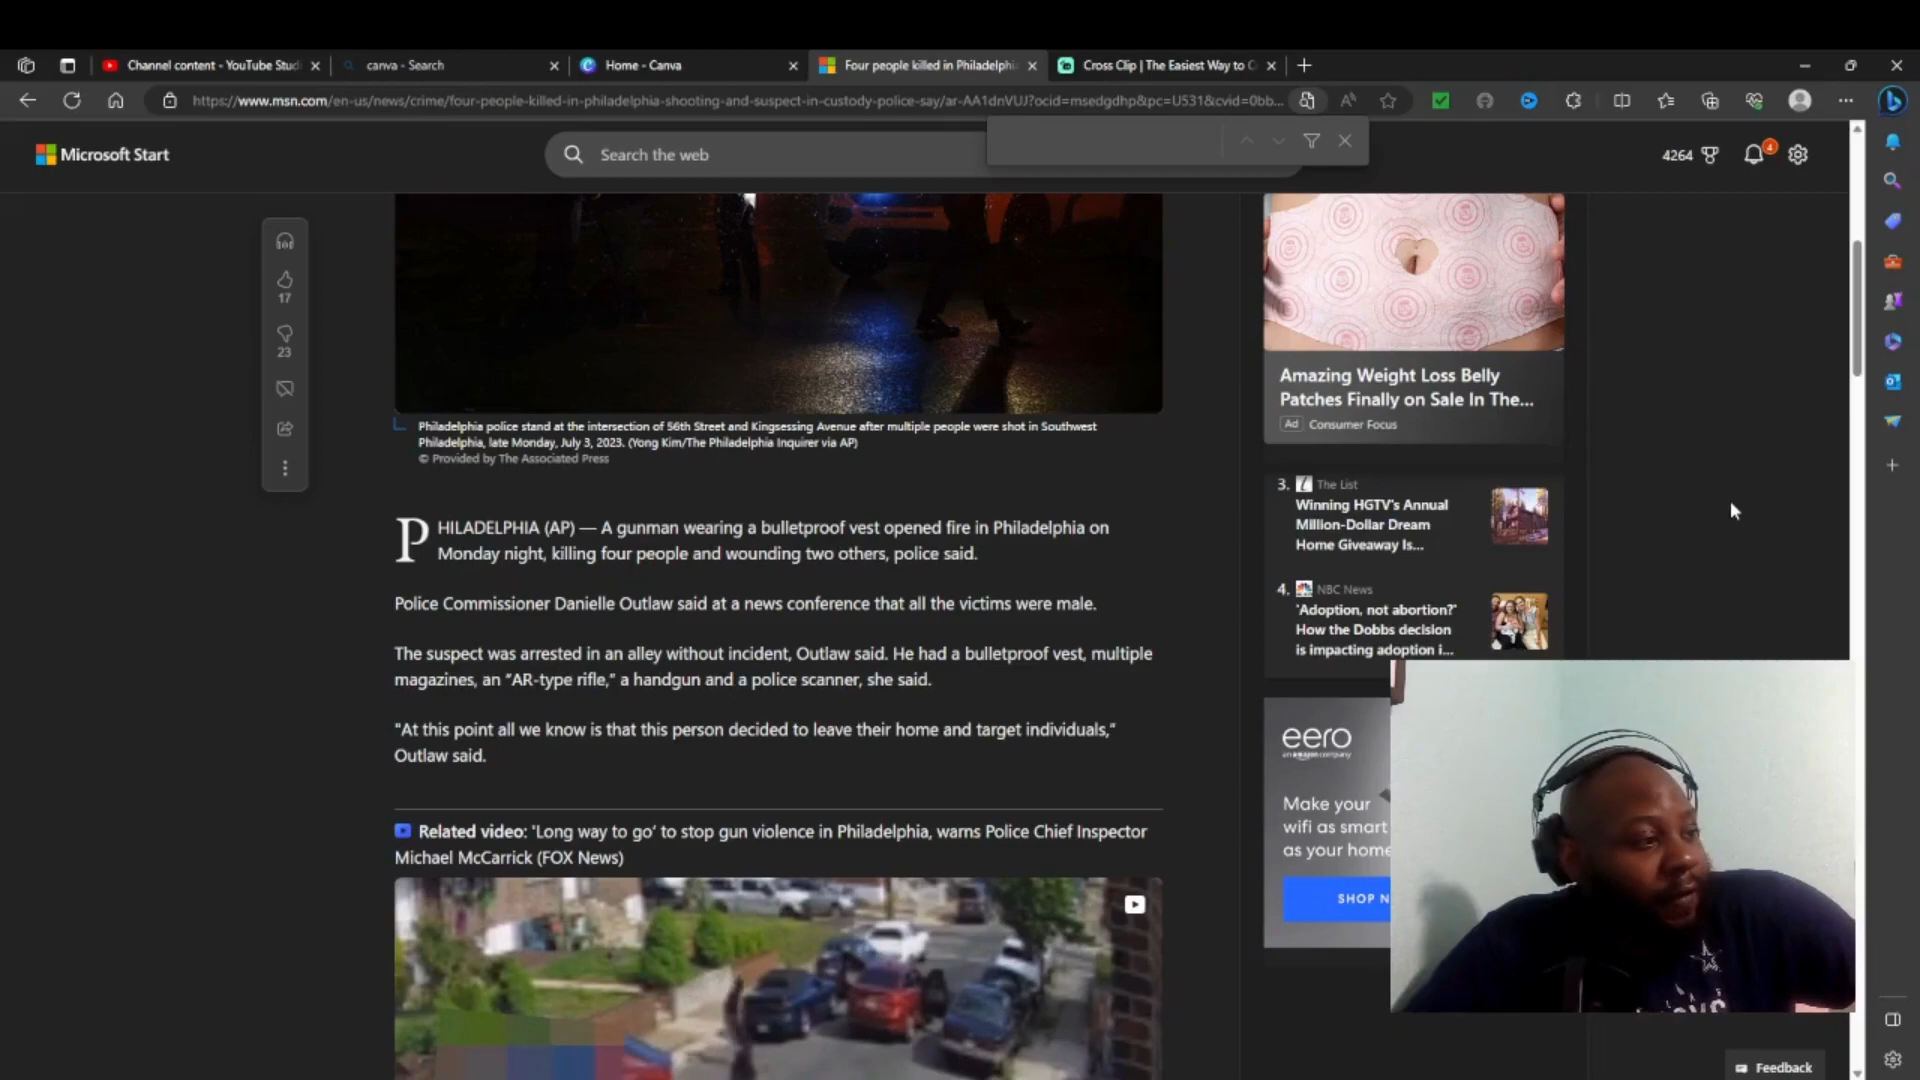 Channel content - YouTube Stud
canva - Search
Home - Canva
Four people killed in Philadelphi
Cross Clip | The Easiest Way to C
https://www.msn.com/en-us/news/crime/four-people-killed-in-philadelphia-shooting-and-suspect-in-custody-police-say/ar-AA1dnVUJ?ocid=msedgdhp&pc=U531&cvid=0bb...
Microsoft Start
Search the web
4264
4
17
23
Philadelphia police stand at the intersection of 56th Street and Kingsessing Avenue after multiple people were shot in Southwest
Philadelphia, late Monday, July 3, 2023. (Yong Kim/The Philadelphia Inquirer via AP)
© Provided by The Associated Press
PHILADELPHIA (AP) — A gunman wearing a bulletproof vest opened fire in Philadelphia on
Monday night, killing four people and wounding two others, police said.
Police Commissioner Danielle Outlaw said at a news conference that all the victims were male.
The suspect was arrested in an alley without incident, Outlaw said. He had a bulletproof vest, multiple
magazines, an “AR-type rifle,” a handgun and a police scanner, she said.
"At this point all we know is that this person decided to leave their home and target individuals,”
Outlaw said.
Related video: 'Long way to go' to stop gun violence in Philadelphia, warns Police Chief Inspector
Michael McCarrick (FOX News)
Amazing Weight Loss Belly
Patches Finally on Sale In The...
Ad Consumer Focus
3. The List
Winning HGTV's Annual
Million-Dollar Dream
Home Giveaway Is...
4. NBC News
'Adoption, not abortion?'
How the Dobbs decision
is impacting adoption i...
eero
an amazon company
Make your
wifi as smart
as your home
SHOP N
Feedback